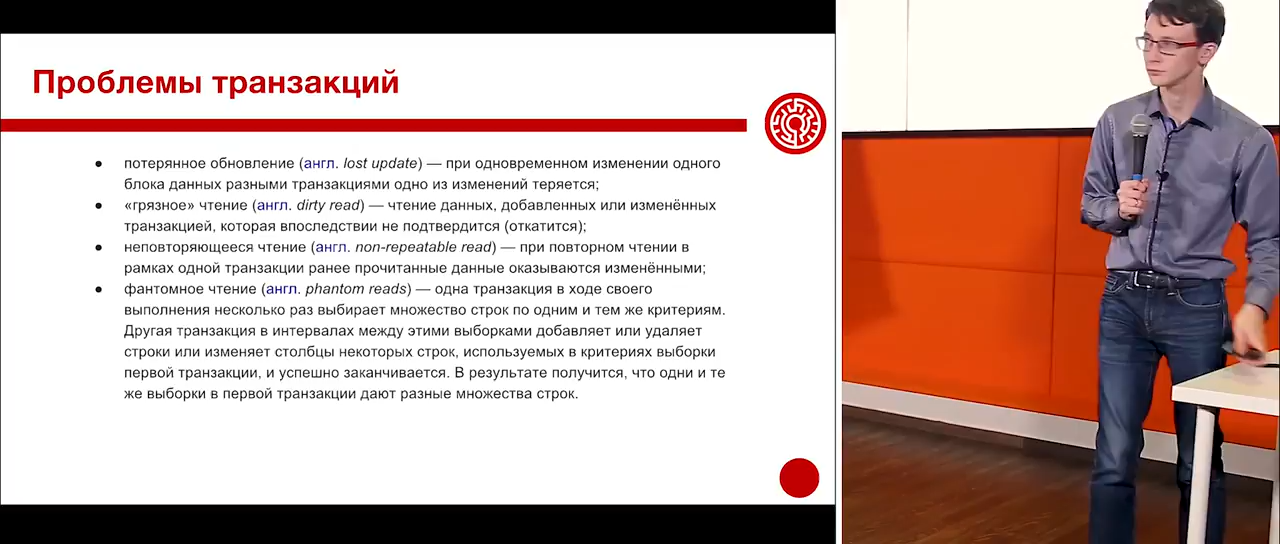 Проблемы транзакций
● потерянное обновление (англ. lost update) — при одновременном изменении одного
блока данных разными транзакциями одно из изменений теряется;
● «грязное» чтение (англ. dirty read) — чтение данных, добавленных или изменённых
транзакцией, которая впоследствии не подтвердится (откатится);
● неповторяющееся чтение (англ. non-repeatable read) — при повторном чтении в
рамках одной транзакции ранее прочитанные данные оказываются изменёнными;
● фантомное чтение (англ. phantom reads) — одна транзакция в ходе своего
выполнения несколько раз выбирает множество строк по одним и тем же критериям.
Другая транзакция в интервалах между этими выборками добавляет или удаляет
строки или изменяет столбцы некоторых строк, используемых в критериях выборки
первой транзакции, и успешно заканчивается. В результате получится, что одни и те
же выборки в первой транзакции дают разные множества строк.